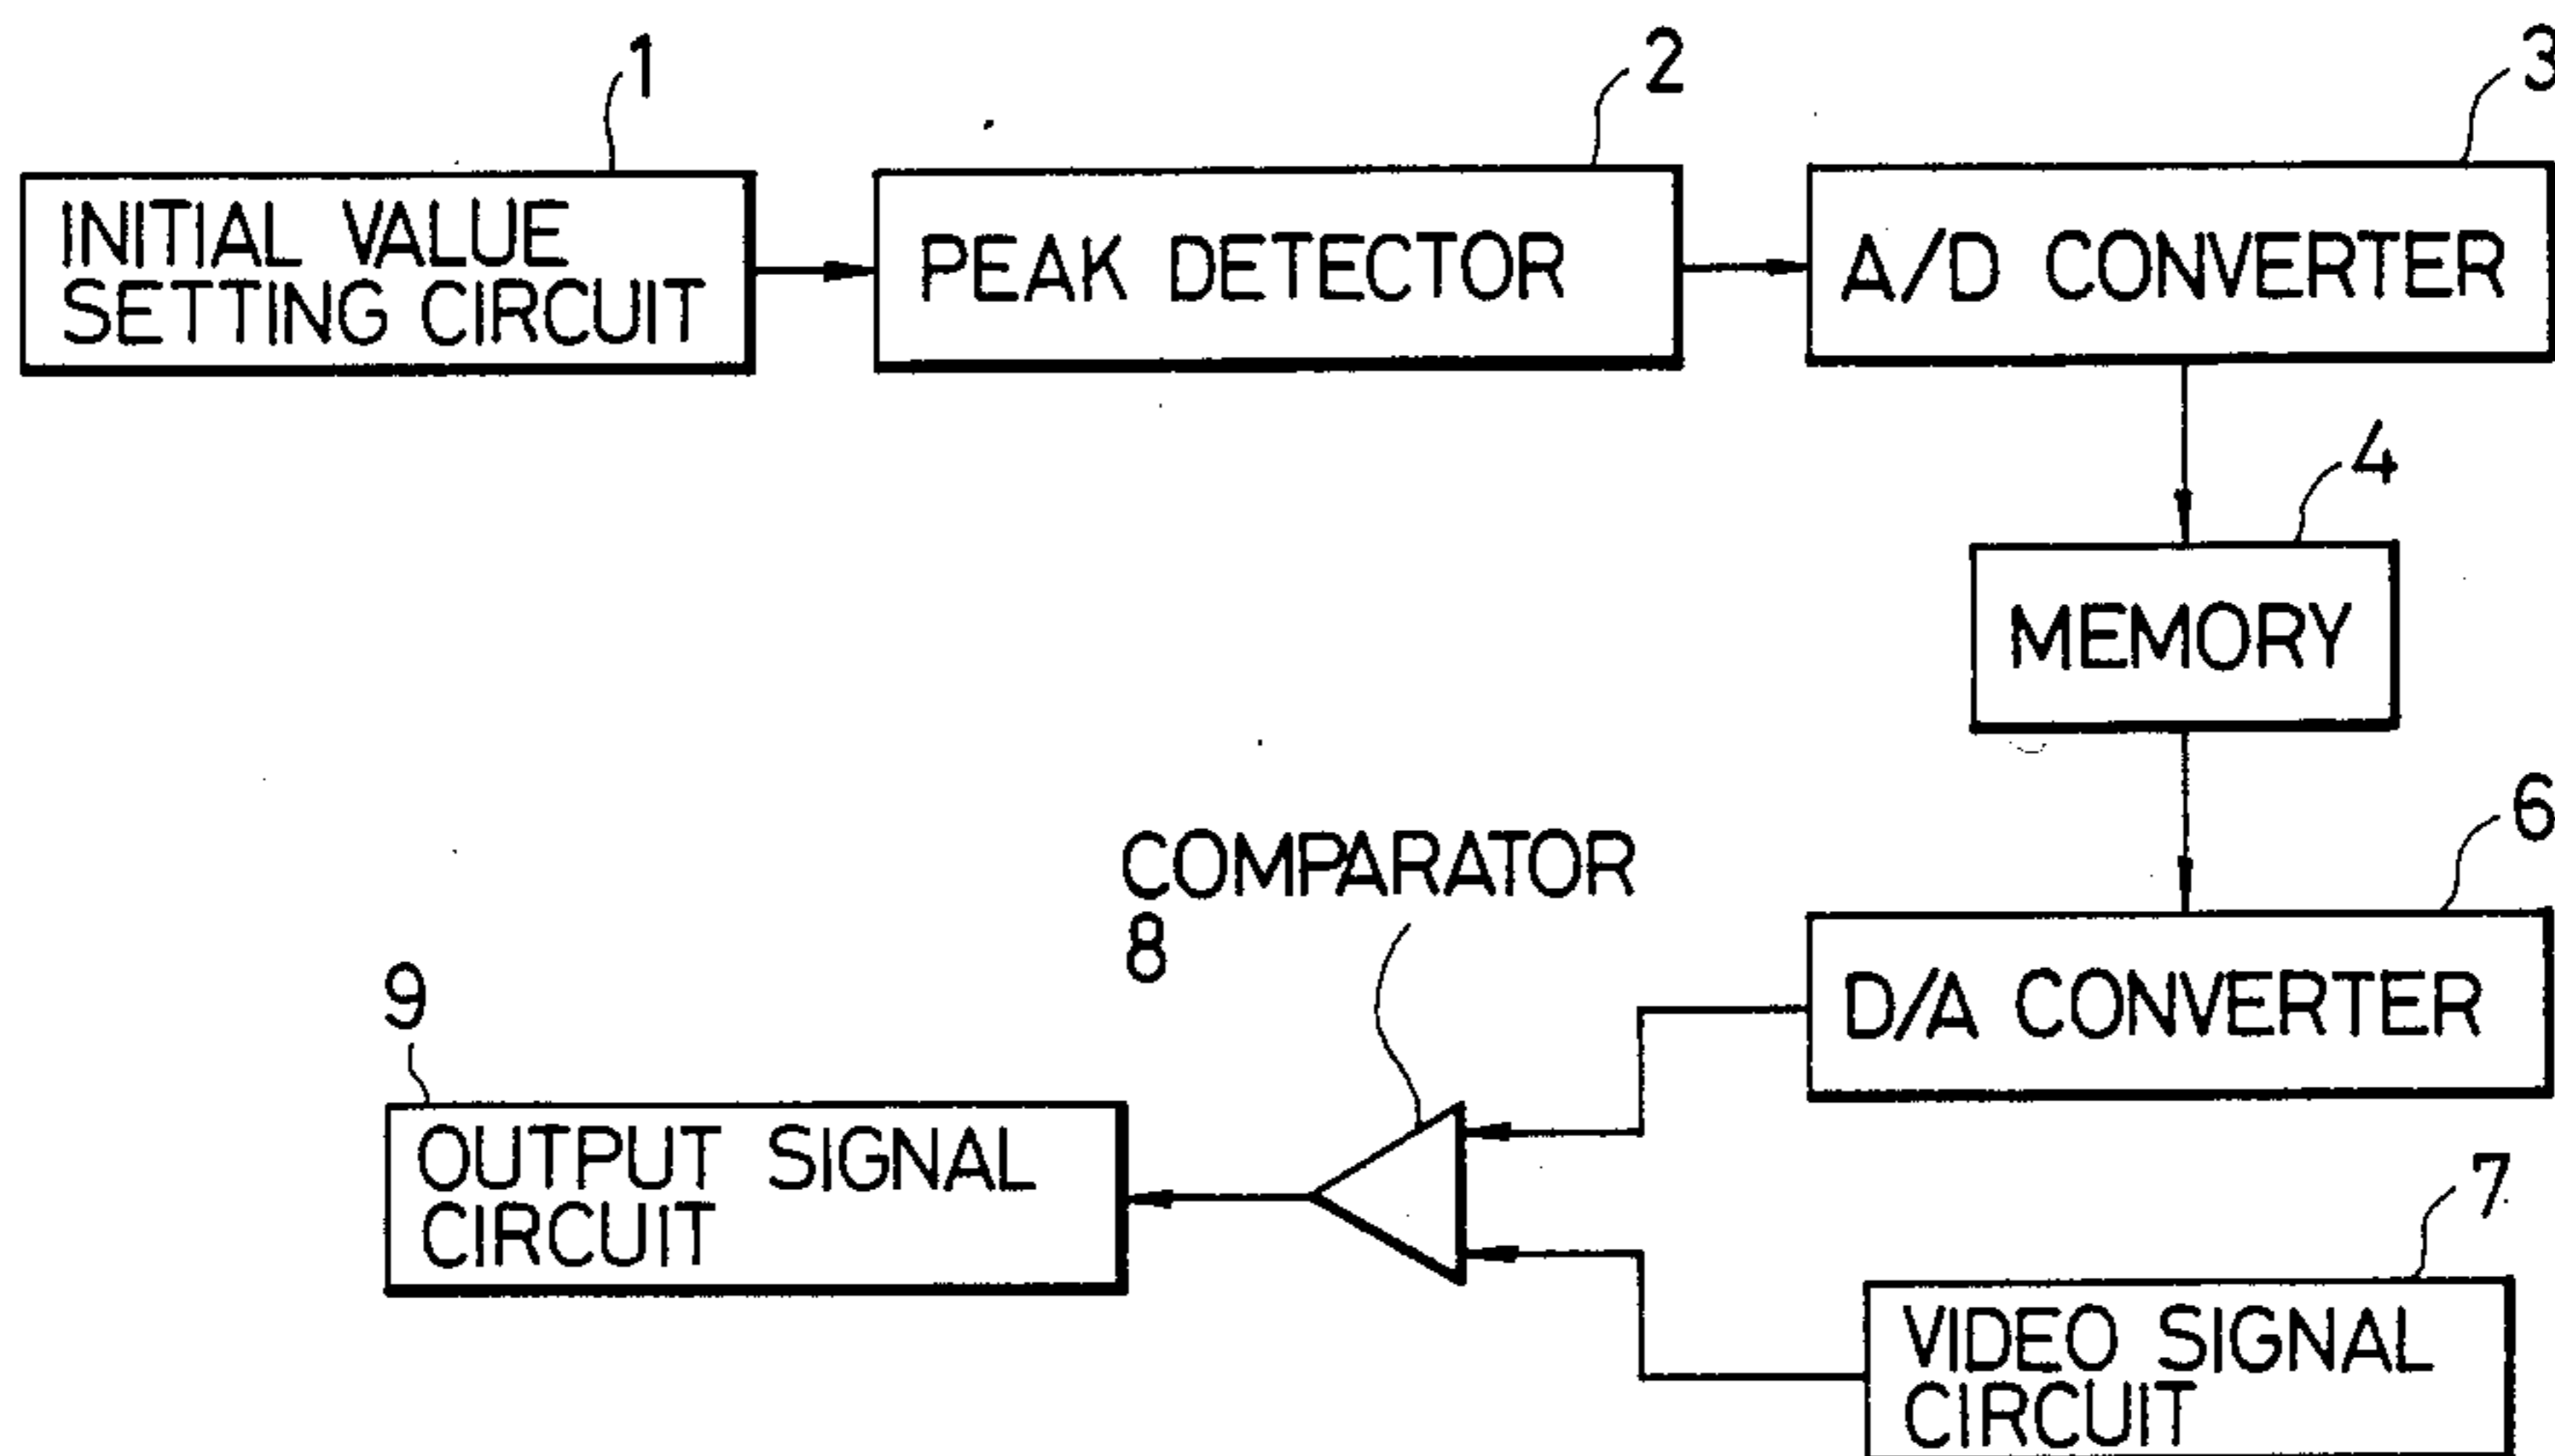 1
2
3
INITIAL VALUE
SETTING CIRCUIT
PEAK DETECTOR
A/D CONVERTER
4
MEMORY
6
COMPARATOR
8
D/A CONVERTER
9
OUTPUT SIGNAL
CIRCUIT
7
VIDEO SIGNAL
CIRCUIT